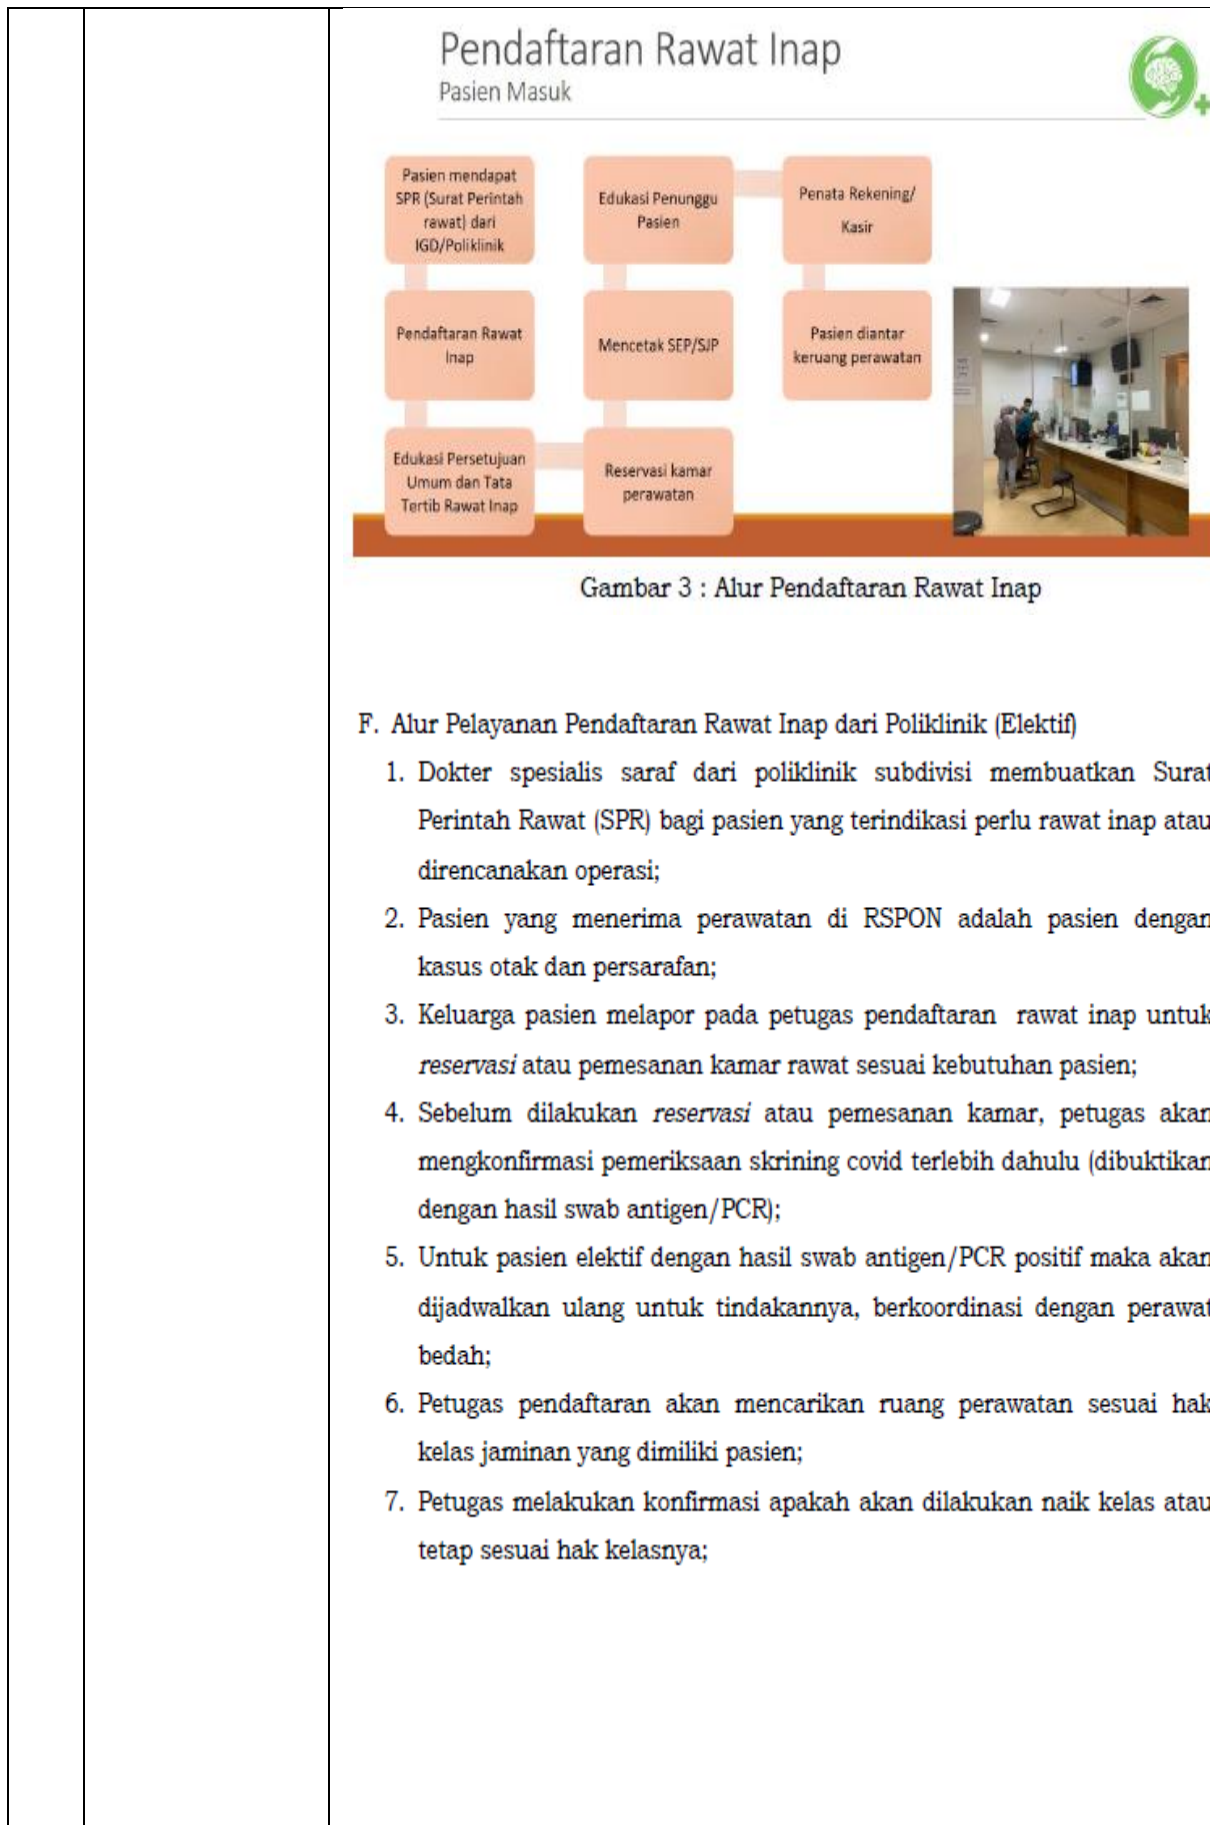 Pendaftaran Rawat Inap
Pasien Masuk
Pasien mendapat
SPR (Surat Perintah
rawat) dari
IGD/Poliklinik
Pendaftaran Rawat
Inap
Edukasi Persetujuan
Umum dan Tata
Tertib Rawat Inap
Reservasi kamar
perawatan
Mencetak SEP/SJP
Edukasi Penunggu
Pasien
Penata Rekening/
Kasir
Pasien diantar
keruang perawatan
Gambar 3 : Alur Pendaftaran Rawat Inap
F. Alur Pelayanan Pendaftaran Rawat Inap dari Poliklinik (Elektif)
1. Dokter spesialis saraf dari poliklinik subdivisi membuatkan Surat
Perintah Rawat (SPR) bagi pasien yang terindikasi perlu rawat inap atau
direncanakan operasi;
2. Pasien yang menerima perawatan di RSPON adalah pasien dengan
kasus otak dan persarafan;
3. Keluarga pasien melapor pada petugas pendaftaran rawat inap untuk
reservasi atau pemesanan kamar rawat sesuai kebutuhan pasien;
4. Sebelum dilakukan reservasi atau pemesanan kamar, petugas akan
mengkonfirmasi pemeriksaan skrining covid terlebih dahulu (dibuktikan
dengan hasil swab antigen/PCR);
5. Untuk pasien elektif dengan hasil swab antigen/PCR positif maka akan
dijadwalkan ulang untuk tindakannya, berkoordinasi dengan perawat
bedah;
6. Petugas pendaftaran akan mencarikan ruang perawatan sesuai hak
kelas jaminan yang dimiliki pasien;
7. Petugas melakukan konfirmasi apakah akan dilakukan naik kelas atau
tetap sesuai hak kelasnya;